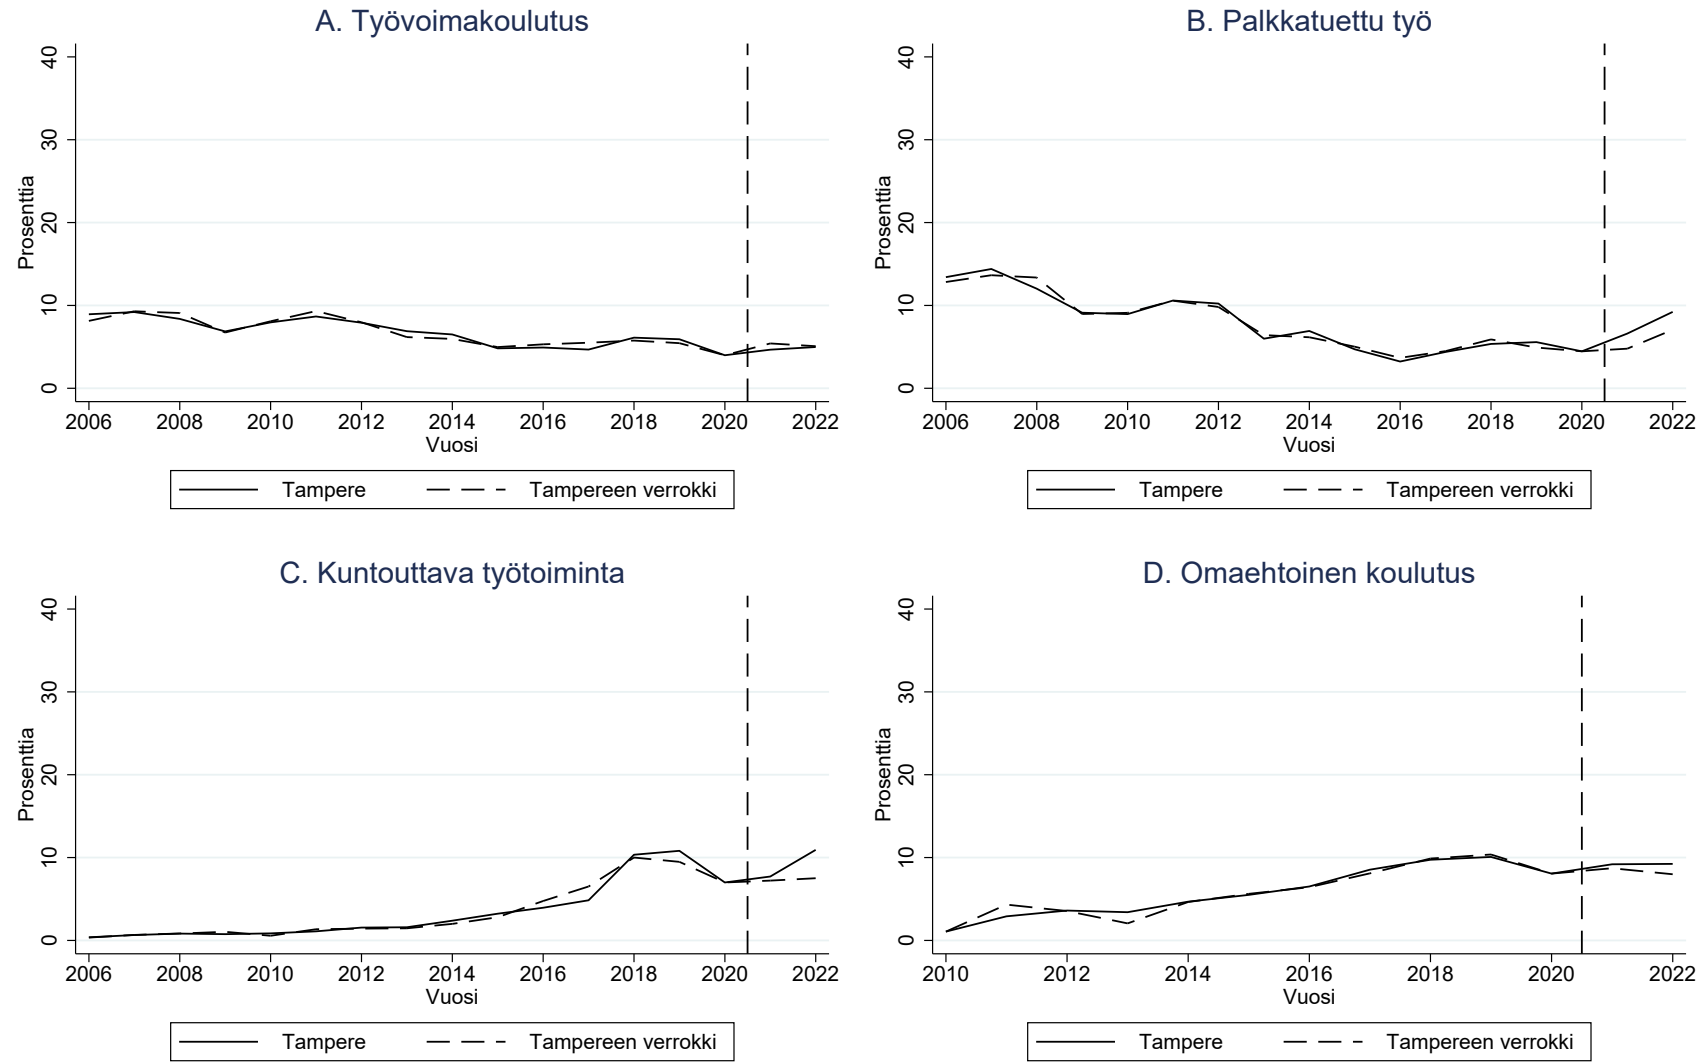 A. Työvoimakoulutus
40
30
20
10
0
Prosenttia
2006 2008 2010 2012 2014 2016 2018 2020 2022
Vuosi
Tampere Tampereen verrokki
B. Palkkatuettu työ
40
30
20
10
0
Prosenttia
2006 2008 2010 2012 2014 2016 2018 2020 2022
Vuosi
Tampere Tampereen verrokki
C. Kuntouttava työtoiminta
40
30
20
10
0
Prosenttia
2006 2008 2010 2012 2014 2016 2018 2020 2022
Vuosi
Tampere Tampereen verrokki
D. Omaehtoinen koulutus
40
30
20
10
0
Prosenttia
2010 2012 2014 2016 2018 2020 2022
Vuosi
Tampere Tampereen verrokki